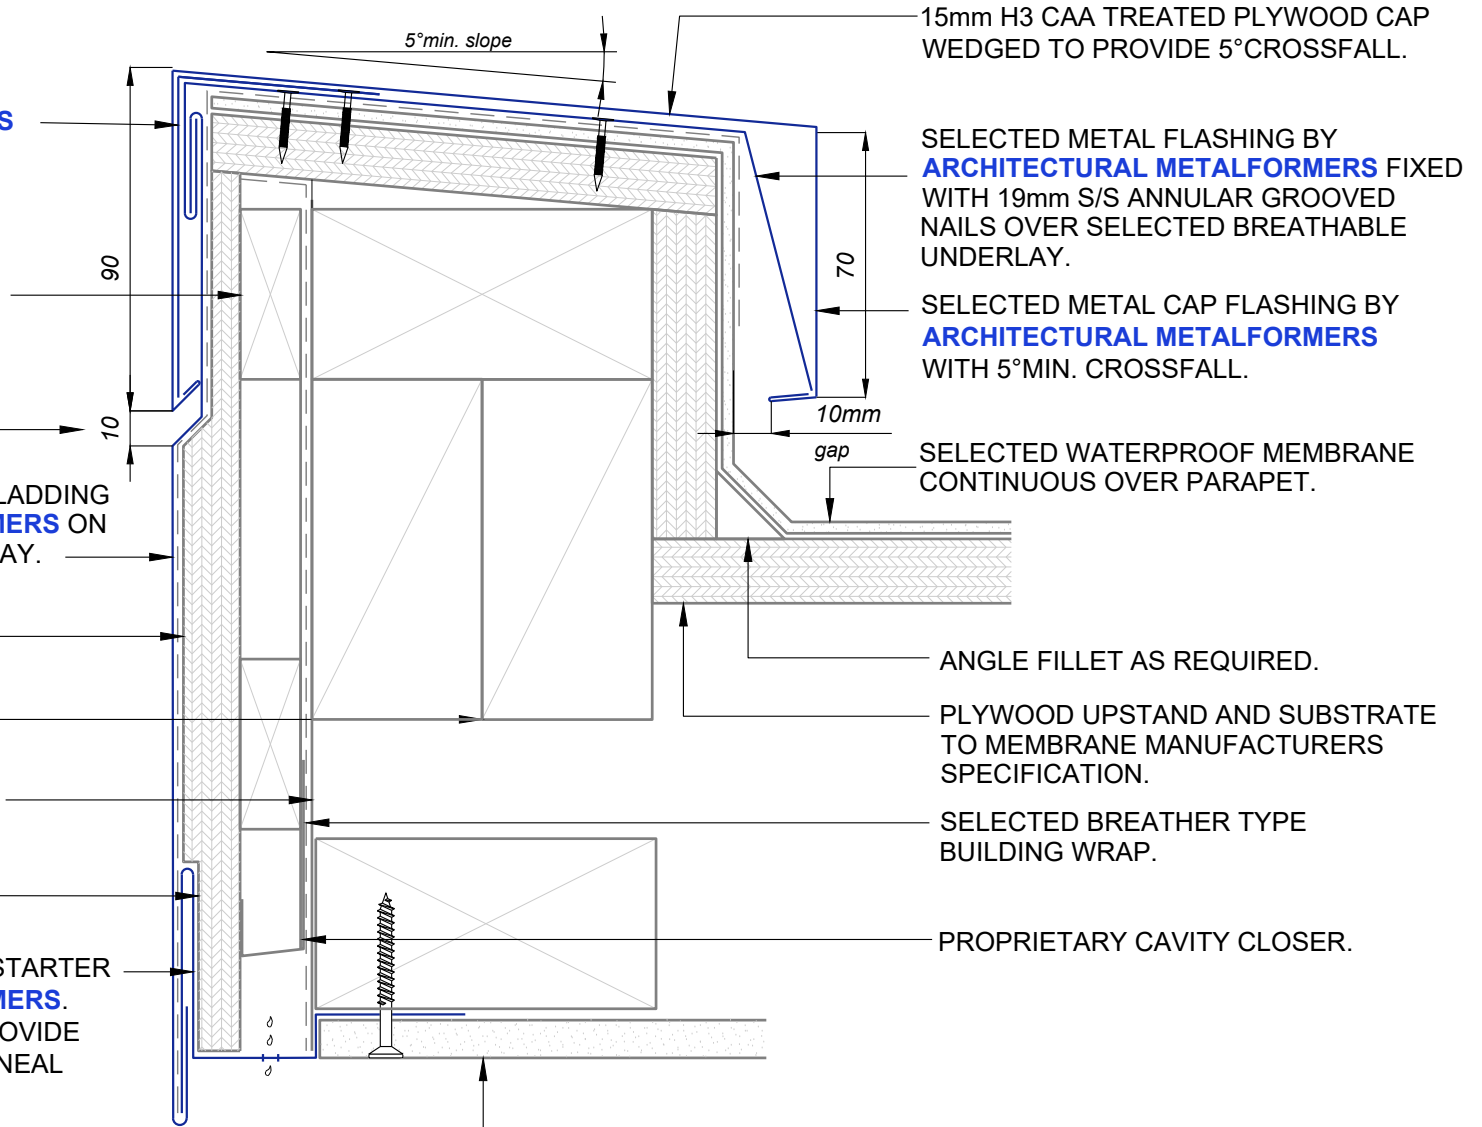 5°min. slope
15mm H3 CAA TREATED PLYWOOD CAP
WEDGED TO PROVIDE 5°CROSSFALL.
S
SELECTED METAL FLASHING BY
ARCHITECTURAL METALFORMERS FIXED
WITH 19mm S/S ANNULAR GROOVED
NAILS OVER SELECTED BREATHABLE
UNDERLAY.
90
70
SELECTED METAL CAP FLASHING BY
ARCHITECTURAL METALFORMERS
WITH 5°MIN. CROSSFALL.
10
10mm
gap
SELECTED WATERPROOF MEMBRANE
CONTINUOUS OVER PARAPET.
LADDING
MERS ON
AY.
ANGLE FILLET AS REQUIRED.
PLYWOOD UPSTAND AND SUBSTRATE
TO MEMBRANE MANUFACTURERS
SPECIFICATION.
SELECTED BREATHER TYPE
BUILDING WRAP.
PROPRIETARY CAVITY CLOSER.
STARTER
MERS.
OVIDE
NEAL